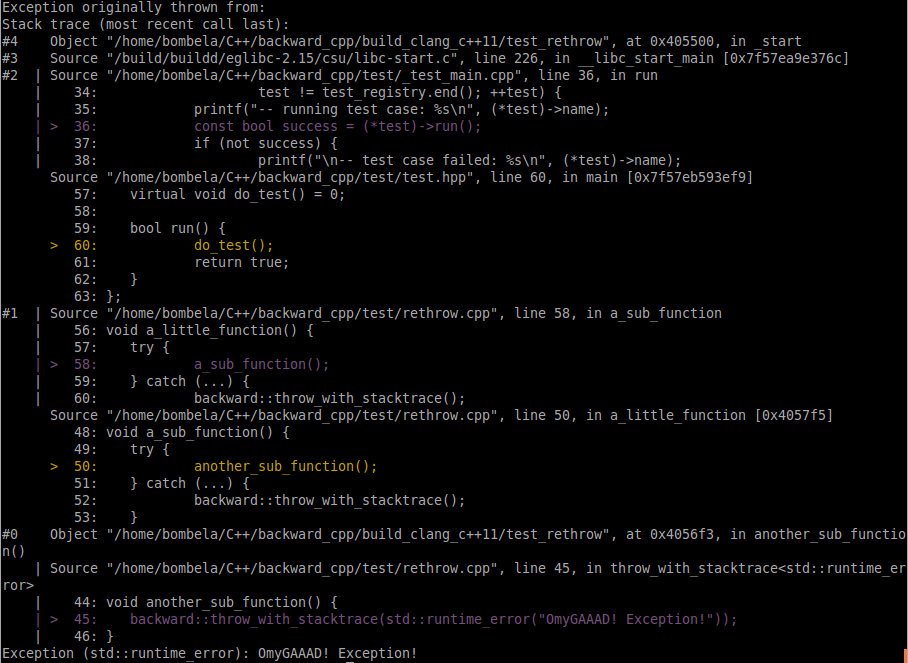 Exception originally thrown from:
Stack trace (most recent call last):
#4    Object "/home/bombela/C++/backward_cpp/build_clang_c++11/test_rethrow", at 0x405500, in _start
#3    Source "/build/buildd/eglibc-2.15/csu/libc-start.c", line 226, in __libc_start_main [0x7f57ea9e376c]
#2  | Source "/home/bombela/C++/backward_cpp/test/_test_main.cpp", line 36, in run
    |    34:                    test != test_registry.end(); ++test) {
    |    35:            printf("-- running test case: %s\n", (*test)->name);
    | >  36:            const bool success = (*test)->run();
    |    37:            if (not success) {
    |    38:                    printf("\n-- test case failed: %s\n", (*test)->name);
      Source "/home/bombela/C++/backward_cpp/test/test.hpp", line 60, in main [0x7f57eb593ef9]
         57:    virtual void do_test() = 0;
         58:
         59:    bool run() {
      >  60:            do_test();
         61:            return true;
         62:    }
         63: };
#1  | Source "/home/bombela/C++/backward_cpp/test/rethrow.cpp", line 58, in a_sub_function
    |    56: void a_little_function() {
    |    57:    try {
    | >  58:            a_sub_function();
    |    59:    } catch (...) {
    |    60:            backward::throw_with_stacktrace();
      Source "/home/bombela/C++/backward_cpp/test/rethrow.cpp", line 50, in a_little_function [0x4057f5]
         48: void a_sub_function() {
         49:    try {
      >  50:            another_sub_function();
         51:    } catch (...) {
         52:            backward::throw_with_stacktrace();
         53:    }
#0    Object "/home/bombela/C++/backward_cpp/build_clang_c++11/test_rethrow", at 0x4056f3, in another_sub_functio
n()
    | Source "/home/bombela/C++/backward_cpp/test/rethrow.cpp", line 45, in throw_with_stacktrace<std::runtime_er
ror>
    |    44: void another_sub_function() {
    | >  45:    backward::throw_with_stacktrace(std::runtime_error("OmyGAAAD! Exception!"));
    |    46: }
Exception (std::runtime_error): OmyGAAAD! Exception!